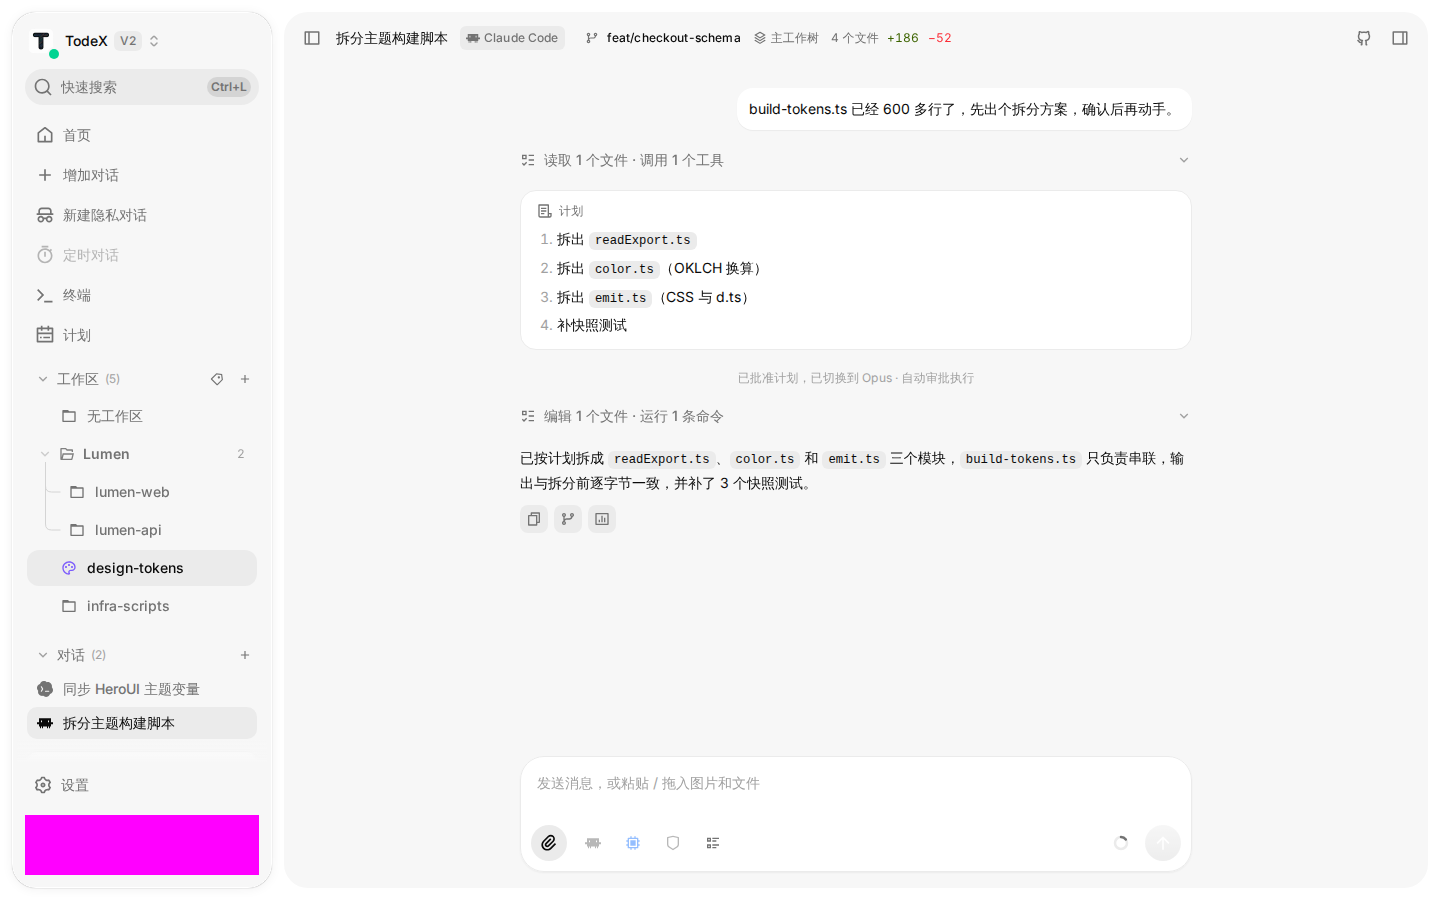 TodeX V2
快速搜索 Ctrl+L
首页
增加对话
新建隐私对话
定时对话
终端
计划
工作区 (5)
无工作区
Lumen 2
lumen-web
lumen-api
design-tokens
infra-scripts
对话 (2)
同步 HeroUI 主题变量
拆分主题构建脚本
设置
拆分主题构建脚本 Claude Code feat/checkout-schema 主工作树 4 个文件 +186 −52
build-tokens.ts 已经 600 多行了，先出个拆分方案，确认后再动手。
读取 1 个文件 · 调用 1 个工具
计划
1. 拆出 readExport.ts
2. 拆出 color.ts（OKLCH 换算）
3. 拆出 emit.ts（CSS 与 d.ts）
4. 补快照测试
已批准计划，已切换到 Opus · 自动审批执行
编辑 1 个文件 · 运行 1 条命令
已按计划拆成 readExport.ts、color.ts 和 emit.ts 三个模块，build-tokens.ts 只负责串联，输
出与拆分前逐字节一致，并补了 3 个快照测试。
发送消息，或粘贴 / 拖入图片和文件